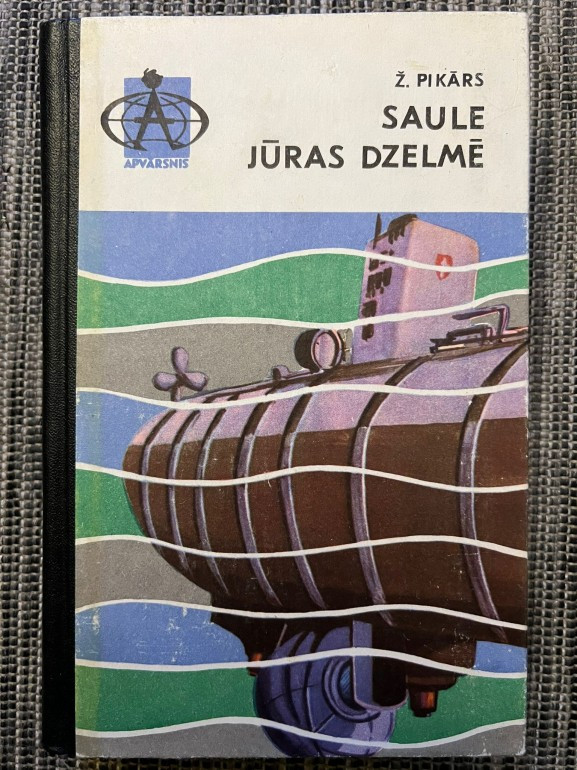 Ž. PIKĀRS
SAULE
JŪRAS DZELMĒ
APVĀRSNIS